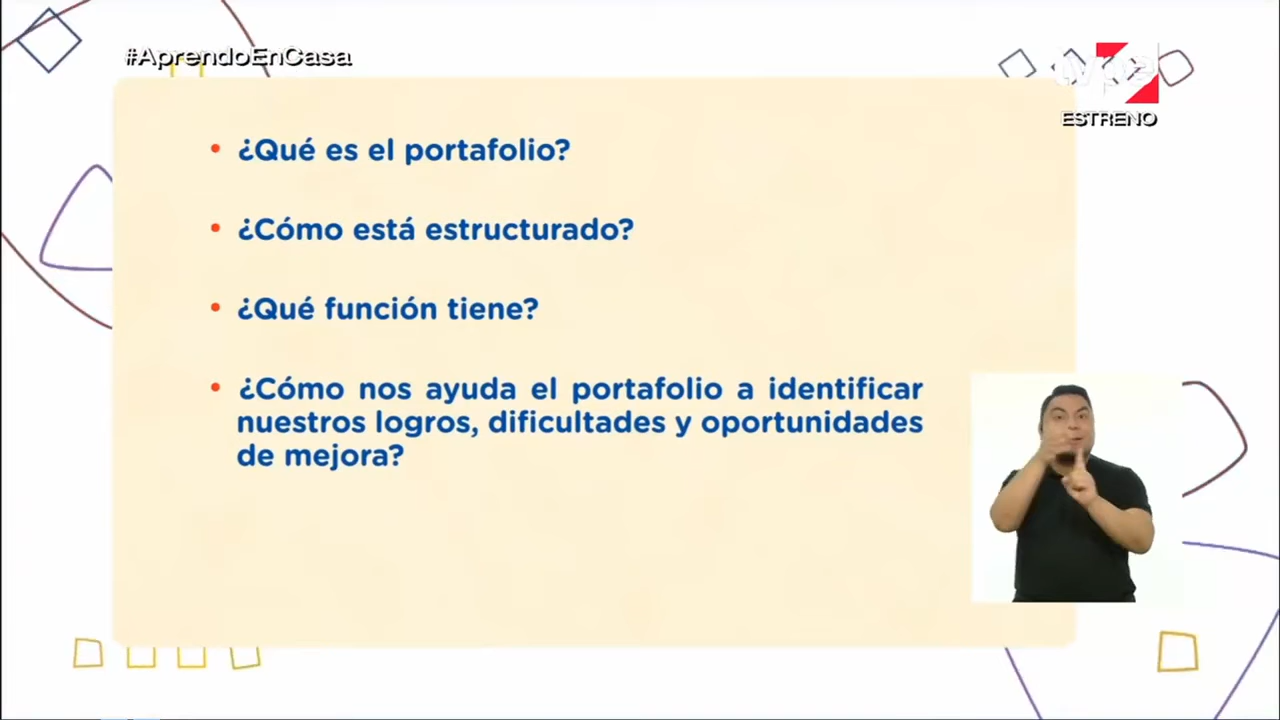 #AprendoEnCasa
tvpe
ESTRENO
• ¿Qué es el portafolio?
• ¿Cómo está estructurado?
• ¿Qué función tiene?
• ¿Cómo nos ayuda el portafolio a identificar
nuestros logros, dificultades y oportunidades
de mejora?